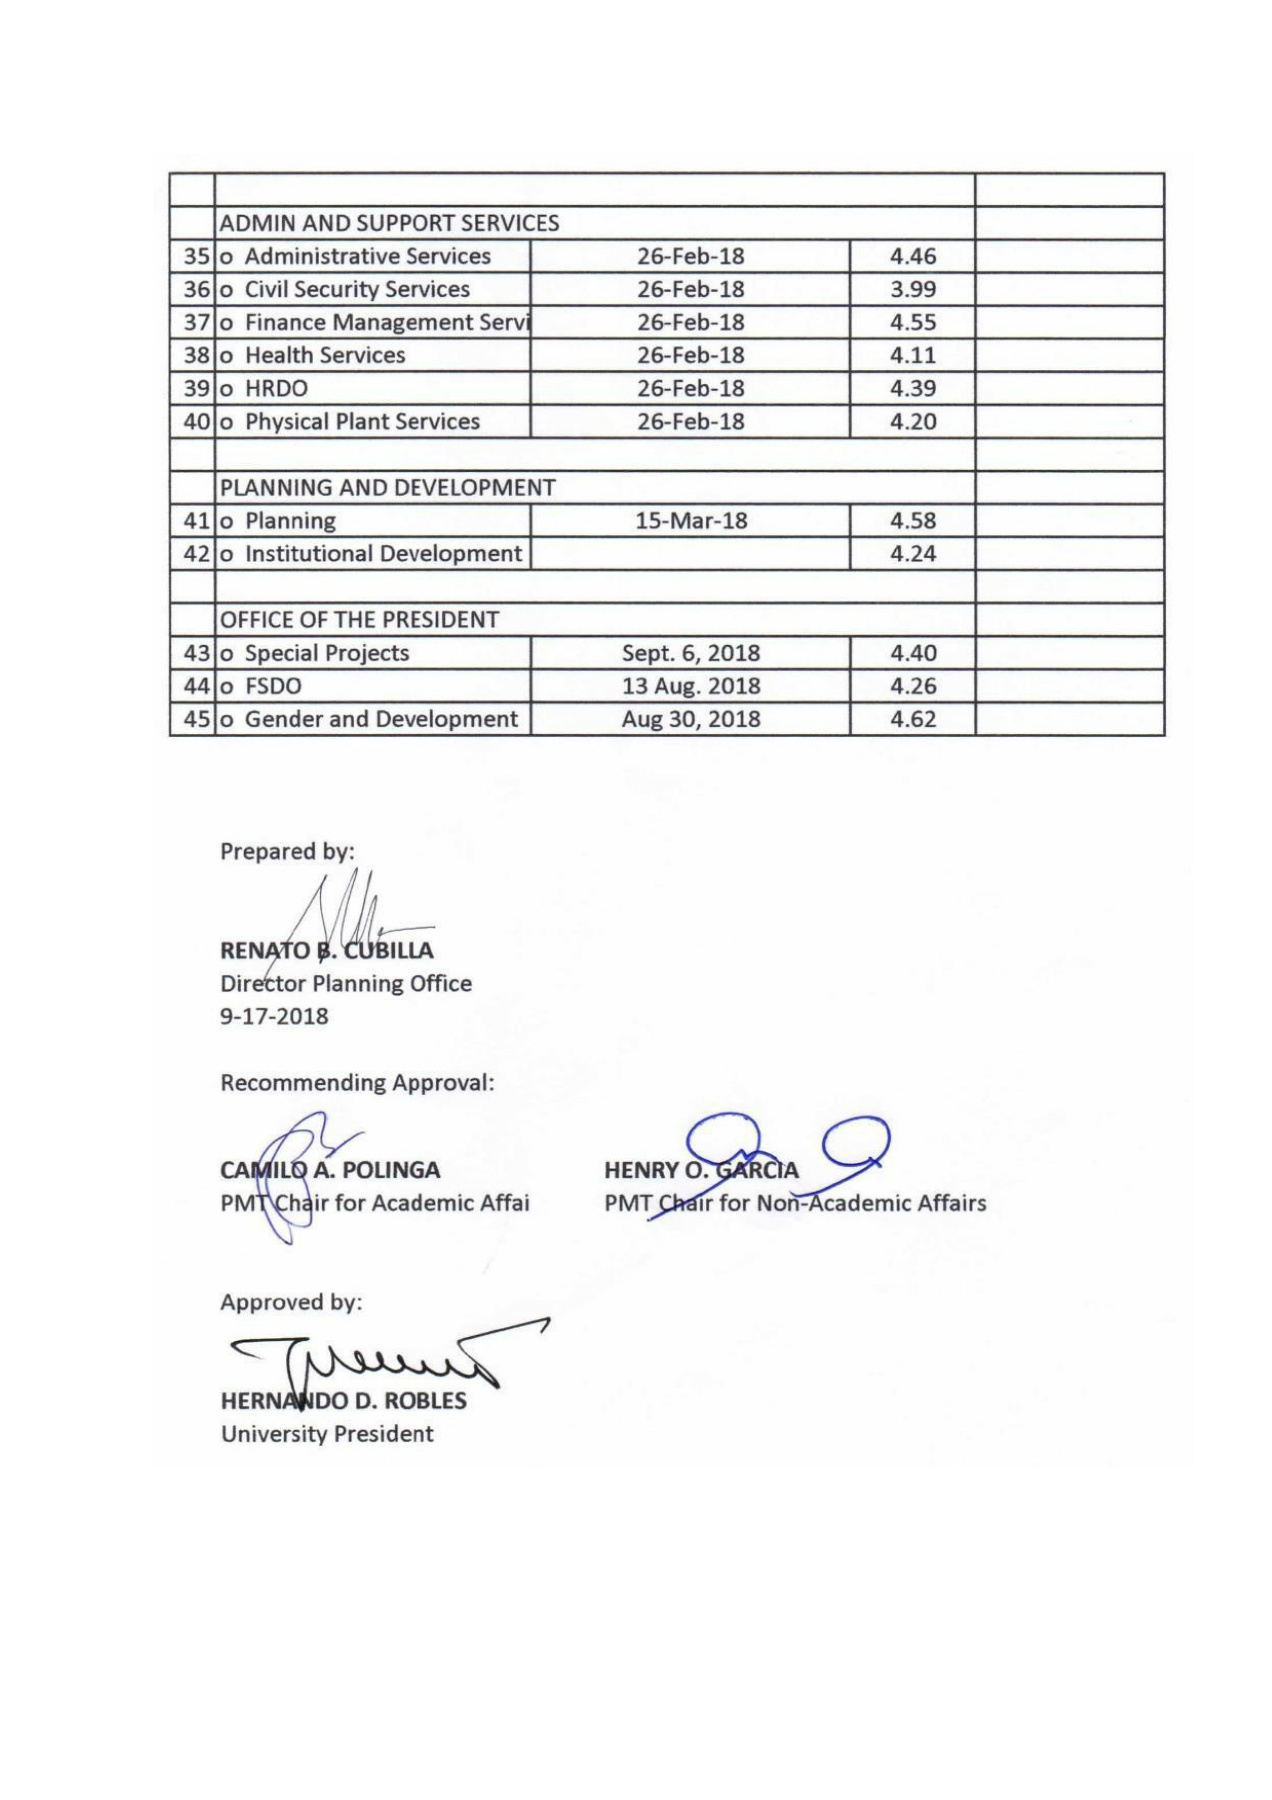 ADMIN AND SUPPORT SERVICES
35 o Administrative Services 26-Feb-18 4.46
36 o Civil Security Services 26-Feb-18 3.99
37 o Finance Management Servi 26-Feb-18 4.55
38 o Health Services 26-Feb-18 4.11
39 o HRDO 26-Feb-18 4.39
40 o Physical Plant Services 26-Feb-18 4.20
PLANNING AND DEVELOPMENT
41 o Planning 15-Mar-18 4.58
42 o Institutional Development 4.24
OFFICE OF THE PRESIDENT
43 o Special Projects Sept. 6, 2018 4.40
44 o FSDO 13 Aug. 2018 4.26
45 o Gender and Development Aug 30, 2018 4.62
Prepared by:
RENATO B. CUBILLA
Director Planning Office
9-17-2018
Recommending Approval:
CAMILO A. POLINGA HENRY O. GARCIA
PMT Chair for Academic Affai PMT Chair for Non-Academic Affairs
Approved by:
HERNANDO D. ROBLES
University President